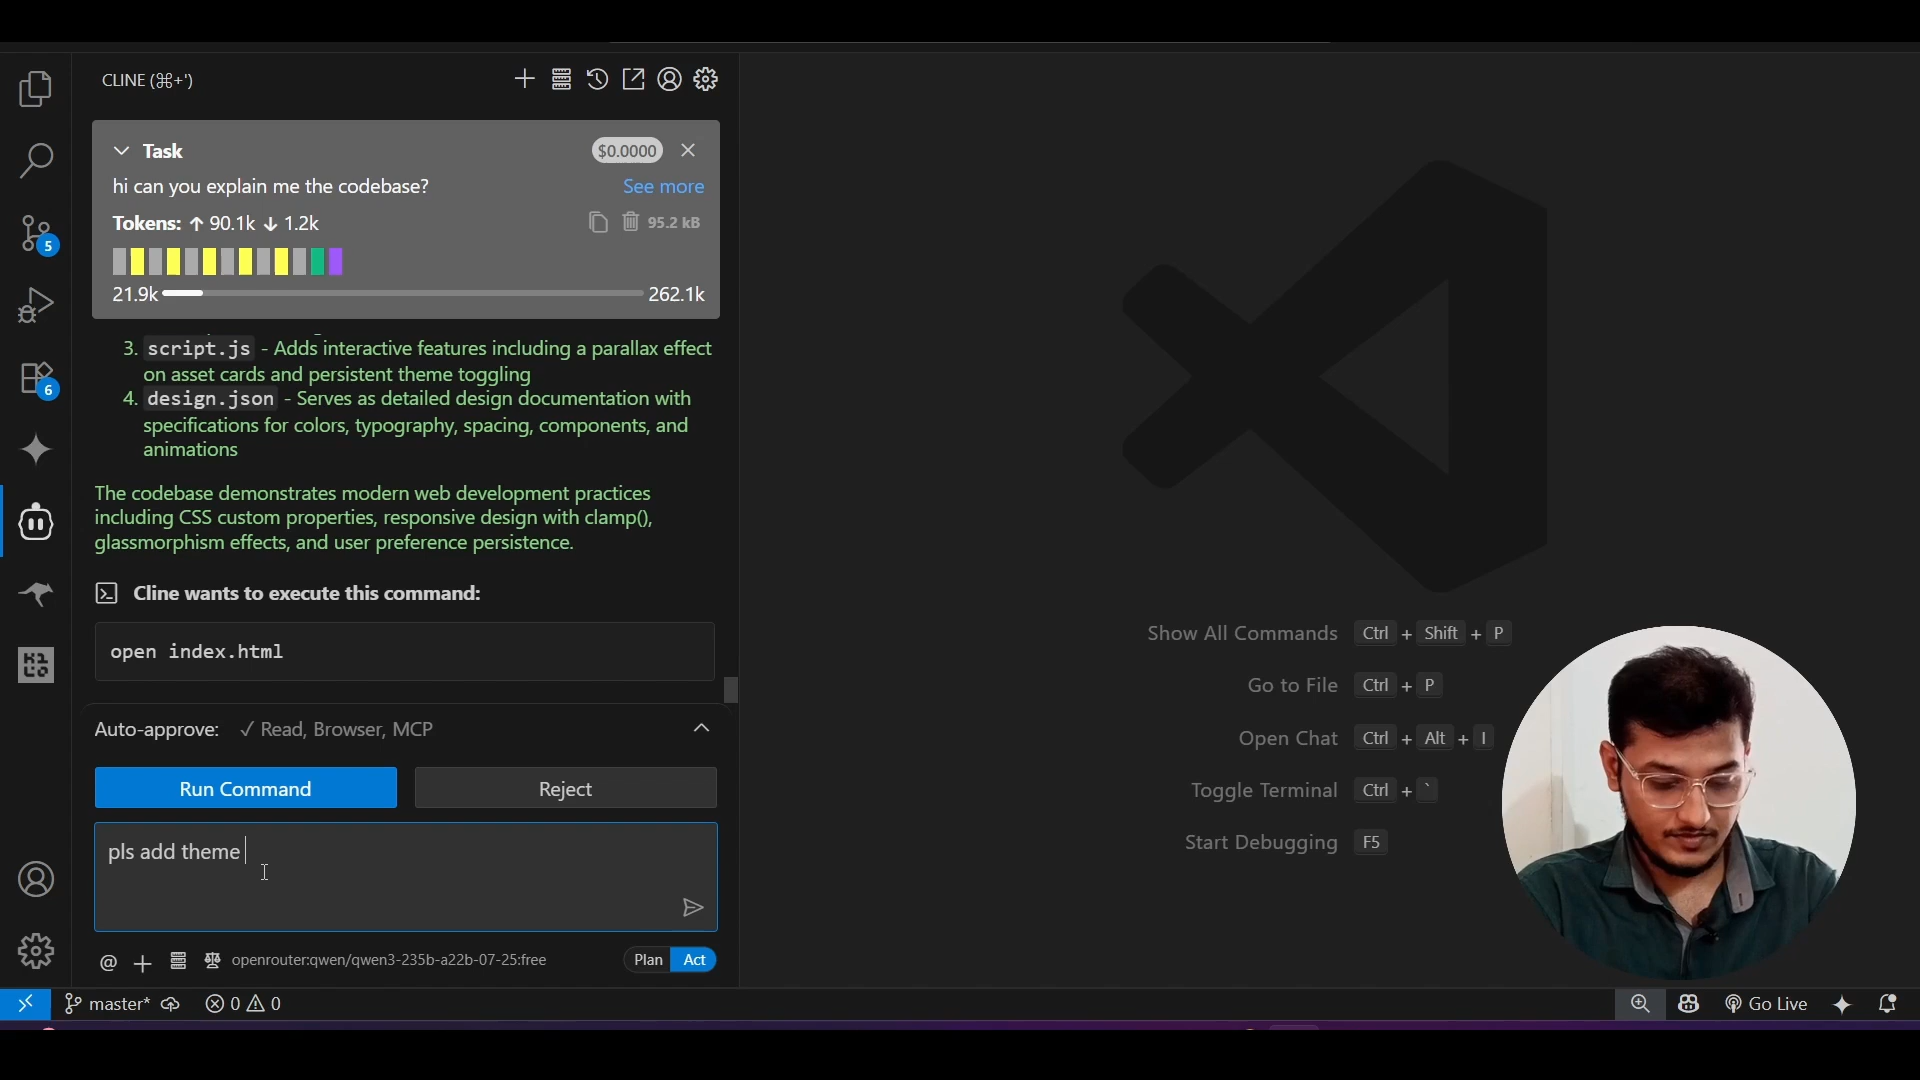 CLINE (⌘+')
Task
$0.0000
hi can you explain me the codebase?
See more
Tokens: ↑ 90.1k ↓ 1.2k
95.2 kB
21.9k
262.1k
3. script.js - Adds interactive features including a parallax effect
on asset cards and persistent theme toggling
4. design.json - Serves as detailed design documentation with
specifications for colors, typography, spacing, components, and
animations
The codebase demonstrates modern web development practices
including CSS custom properties, responsive design with clamp(),
glassmorphism effects, and user preference persistence.
Cline wants to execute this command:
open index.html
Auto-approve: ✓ Read, Browser, MCP
Run Command
Reject
pls add theme
@
openrouter:qwen/qwen3-235b-a22b-07-25:free
Plan
Act
5
6
Show All Commands Ctrl + Shift + P
Go to File Ctrl + P
Open Chat Ctrl + Alt + I
Toggle Terminal Ctrl + `
Start Debugging F5
master*
0
0
Go Live